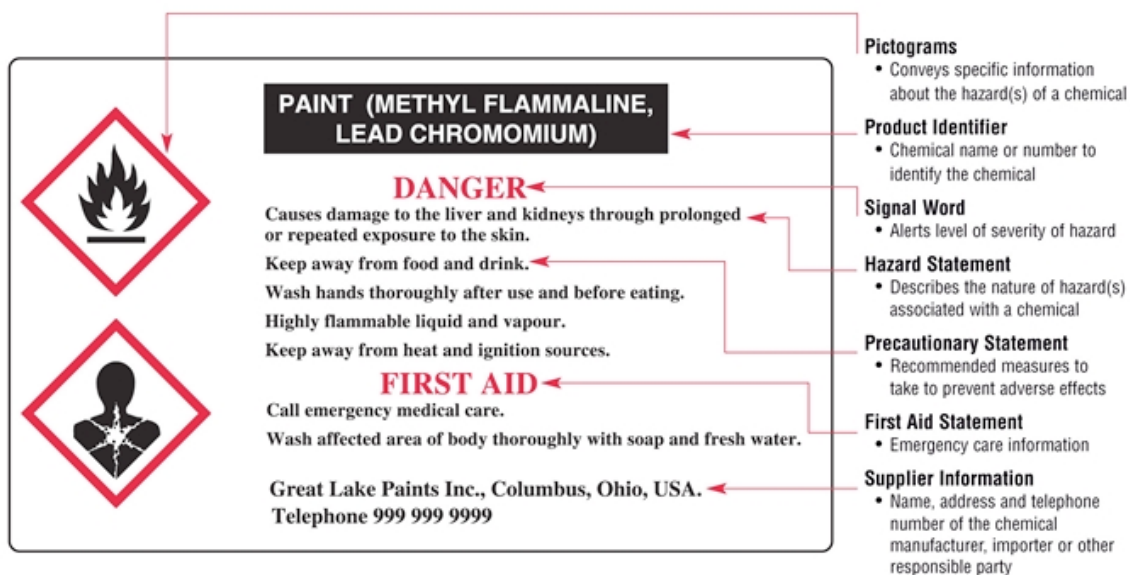 PAINT (METHYL FLAMMALINE,
LEAD CHROMOMIUM)
DANGER
Causes damage to the liver and kidneys through prolonged
or repeated exposure to the skin.
Keep away from food and drink.
Wash hands thoroughly after use and before eating.
Highly flammable liquid and vapour.
Keep away from heat and ignition sources.
FIRST AID
Call emergency medical care.
Wash affected area of body thoroughly with soap and fresh water.
Great Lake Paints Inc., Columbus, Ohio, USA.
Telephone 999 999 9999
Pictograms
• Conveys specific information
about the hazard(s) of a chemical
Product Identifier
• Chemical name or number to
identify the chemical
Signal Word
• Alerts level of severity of hazard
Hazard Statement
• Describes the nature of hazard(s)
associated with a chemical
Precautionary Statement
• Recommended measures to
take to prevent adverse effects
First Aid Statement
• Emergency care information
Supplier Information
• Name, address and telephone
number of the chemical
manufacturer, importer or other
responsible party